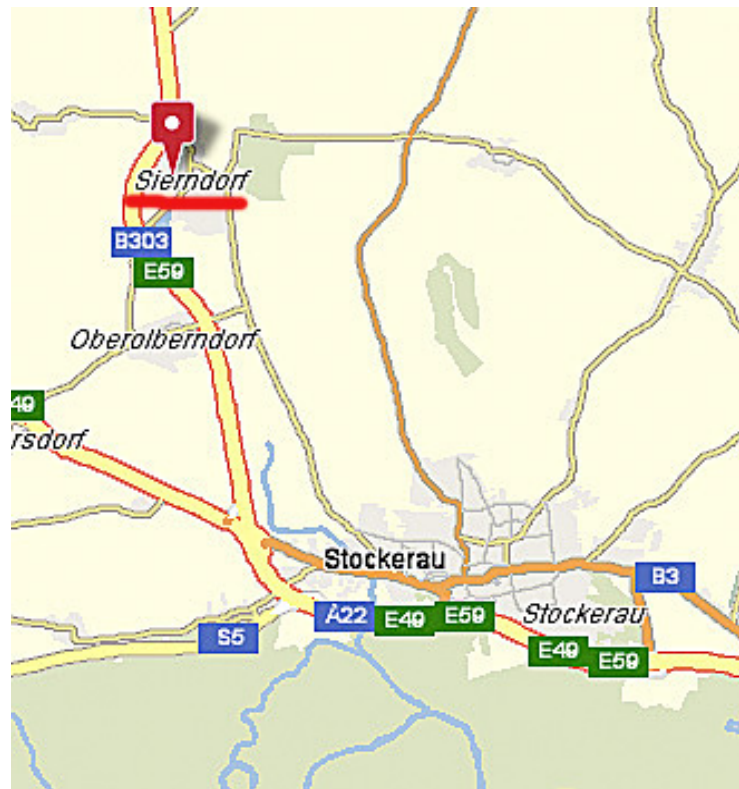 Sierndorf
B303
E59
Oberolberndorf
49
rsdorf
Stockerau
B3
A22
E49
E59
Stockerau
S5
E49
E59